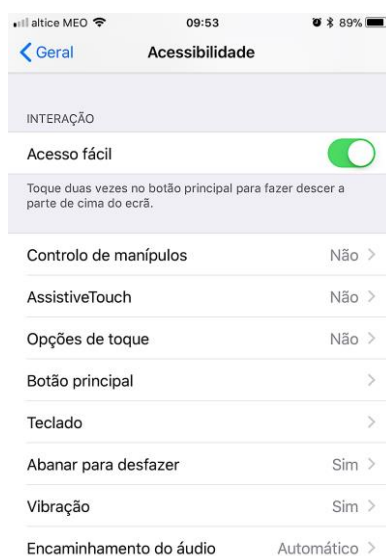 altice MEO 09:53 89%
Geral Acessibilidade
INTERAÇÃO
Acesso fácil
Toque duas vezes no botão principal para fazer descer a
parte de cima do ecrã.
Controlo de manípulos Não
AssistiveTouch Não
Opções de toque Não
Botão principal
Teclado
Abanar para desfazer Sim
Vibração Sim
Encaminhamento do áudio Automático